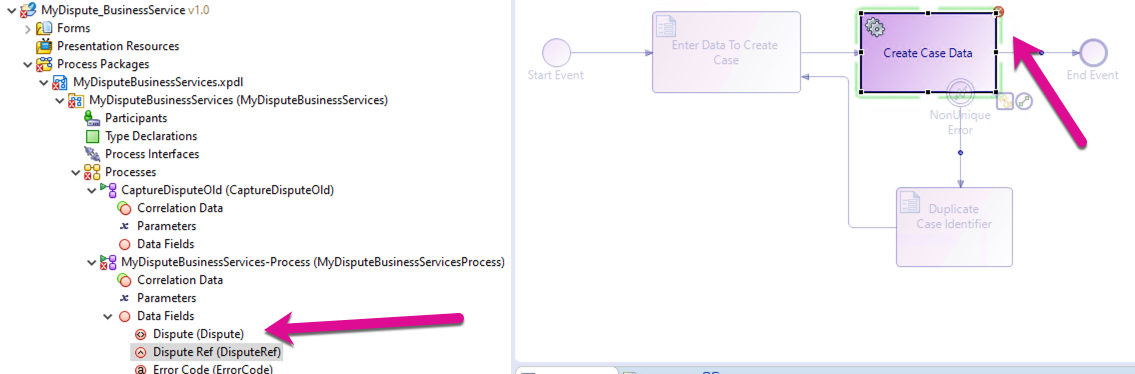 MyDispute_BusinessService v1.0
Forms
Presentation Resources
Process Packages
MyDisputeBusinessServices.xpdl
MyDisputeBusinessServices (MyDisputeBusinessServices)
Participants
Type Declarations
Process Interfaces
Processes
CaptureDisputeOld (CaptureDisputeOld)
Correlation Data
Parameters
Data Fields
MyDisputeBusinessServices-Process (MyDisputeBusinessServicesProcess)
Correlation Data
Parameters
Data Fields
Dispute (Dispute)
Dispute Ref (DisputeRef)
Error Code (ErrorCode)
Start Event
Enter Data To Create
Case
Create Case Data
End Event
NonUnique
Error
Duplicate
Case Identifier